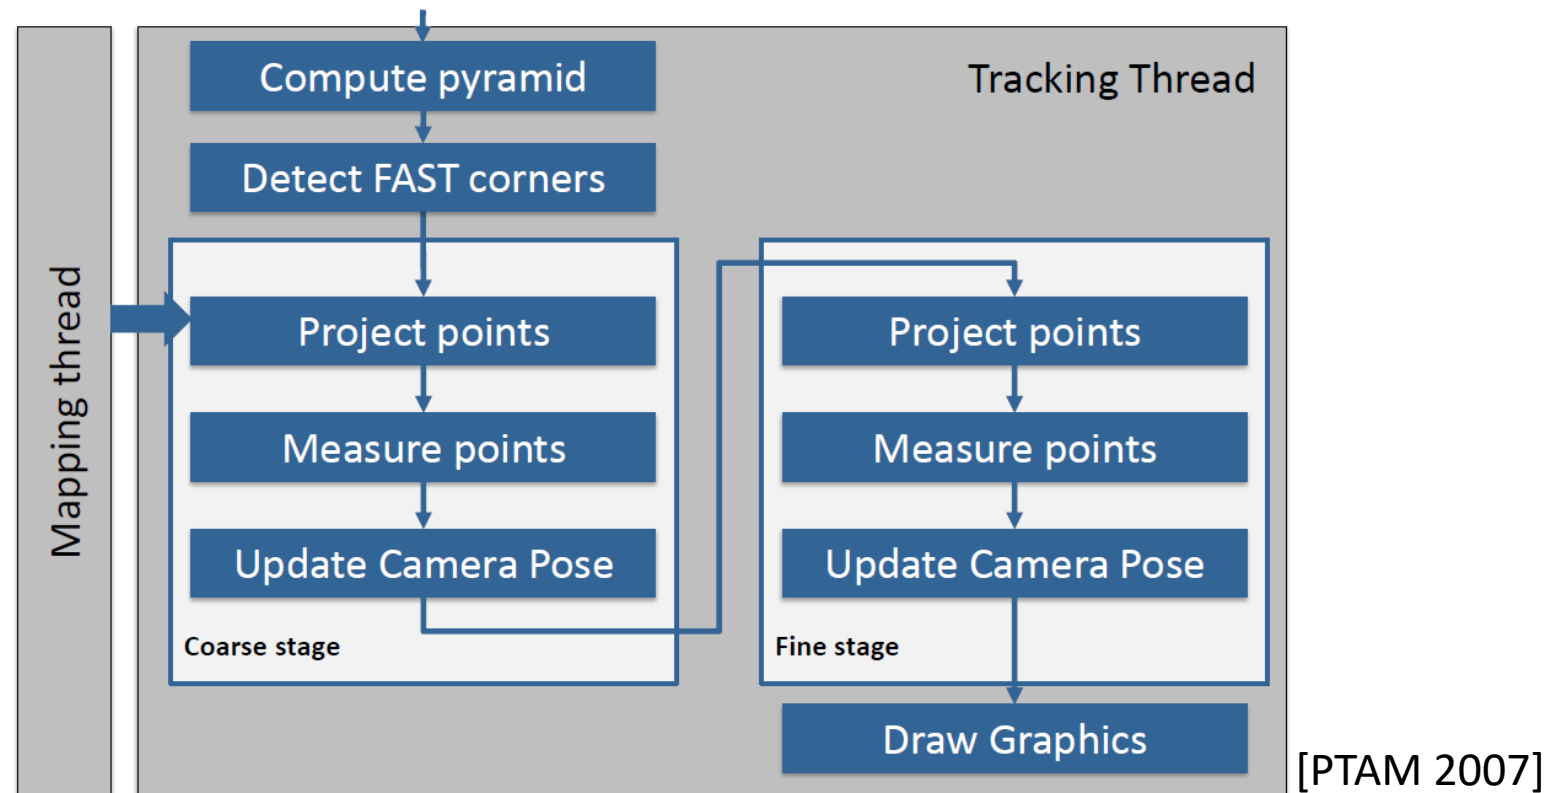 Mapping thread
Tracking Thread
Compute pyramid
Detect FAST corners
Project points
Measure points
Update Camera Pose
Coarse stage
Project points
Measure points
Update Camera Pose
Fine stage
Draw Graphics
[PTAM 2007]